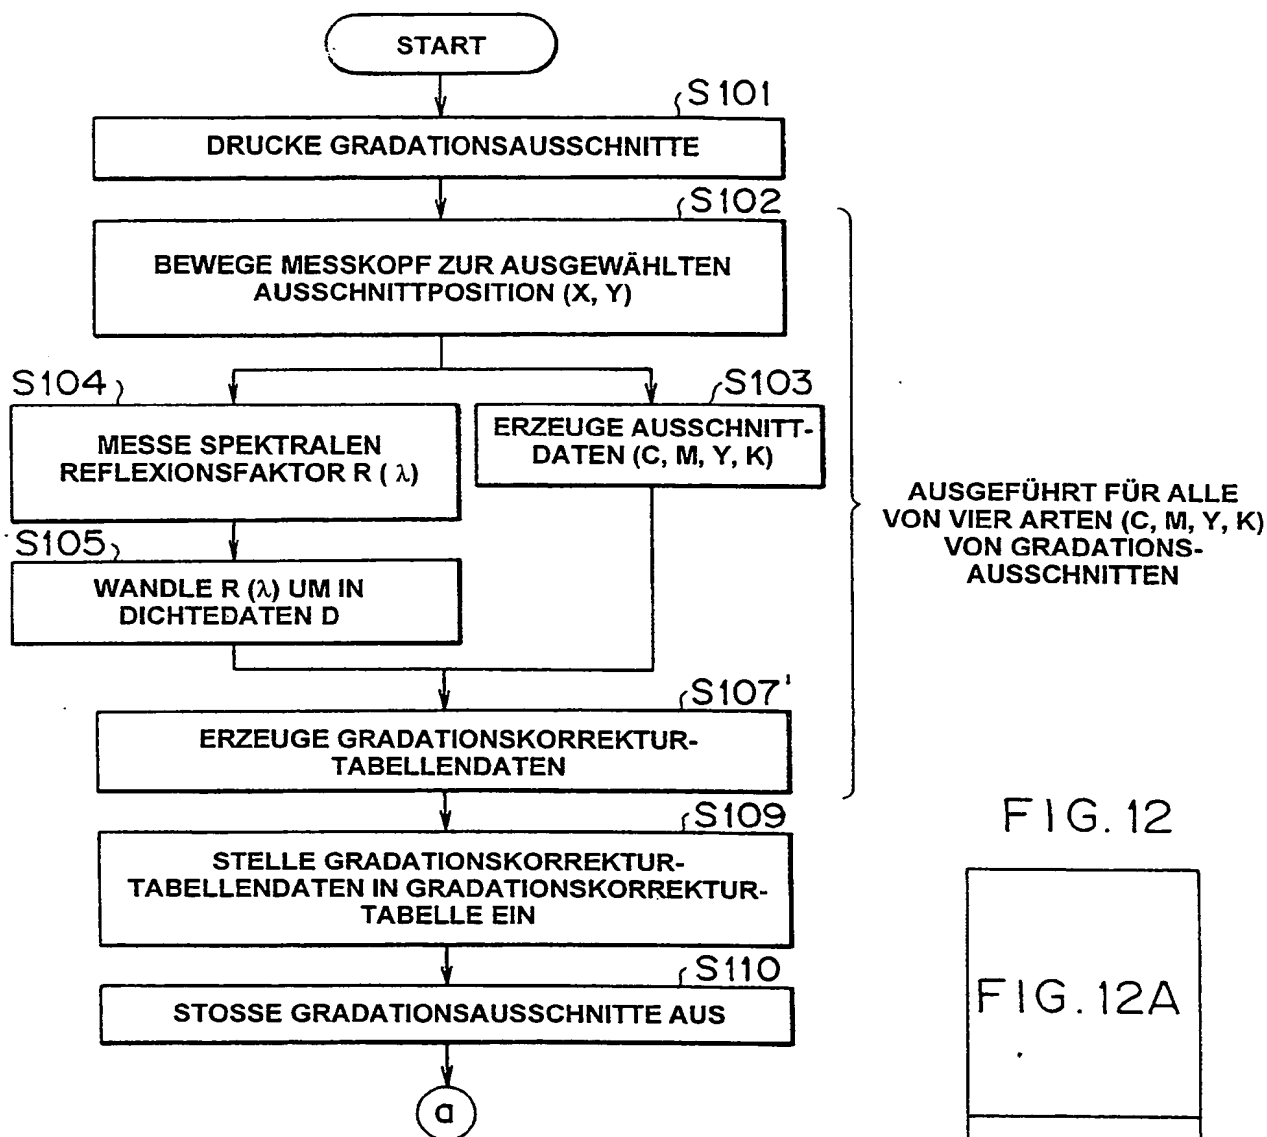 START
S101
DRUCKE GRADATIONSAUSSCHNITTE
S102
BEWEGE MESSKOPF ZUR AUSGEWÄHLTEN
AUSSCHNITTPOSITION (X, Y)
S104
MESSE SPEKTRALEN
REFLEXIONSFAKTOR R ( λ)
S103
ERZEUGE AUSSCHNITT-
DATEN (C, M, Y, K)
S105
WANDLE R (λ) UM IN
DICHTEDATEN D
AUSGEFÜHRT FÜR ALLE
VON VIER ARTEN (C, M, Y, K)
VON GRADATIONS-
AUSSCHNITTEN
S107'
ERZEUGE GRADATIONSKORREKTUR-
TABELLENDATEN
S109
STELLE GRADATIONSKORREKTUR-
TABELLENDATEN IN GRADATIONSKORREKTUR-
TABELLE EIN
S110
STOSSE GRADATIONSAUSSCHNITTE AUS
a
FIG. 12
FIG. 12A